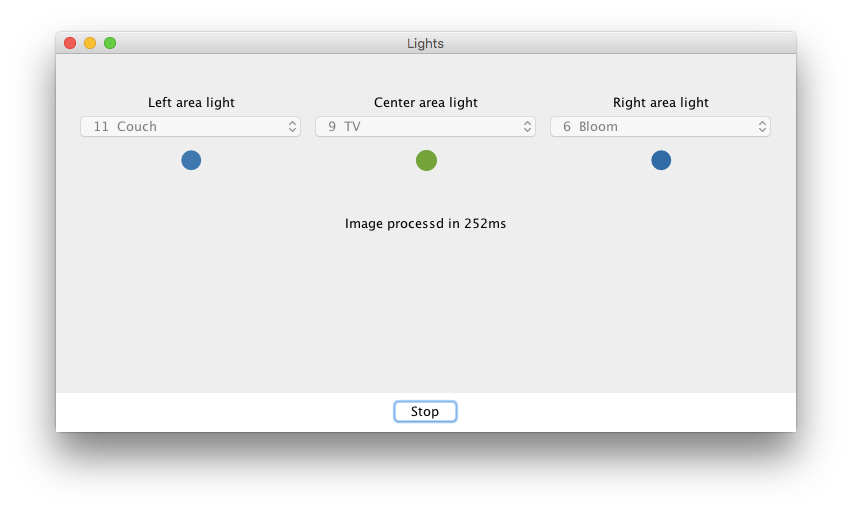 Lights
Left area light Center area light Right area light
11 Couch 9 TV 6 Bloom
Image processd in 252ms
Stop